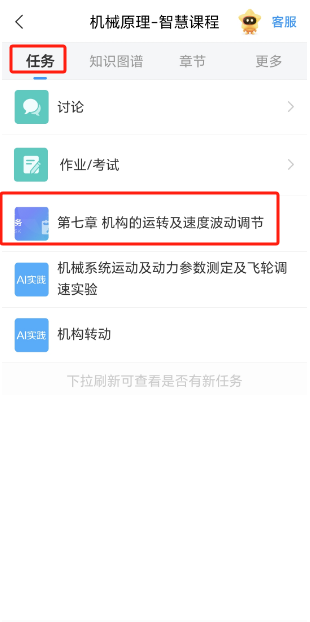 机械原理-智慧课程
客服
任务 知识图谱 章节 更多
讨论
作业/考试
务
第七章 机构的运转及速度波动调节
AI实践
机械系统运动及动力参数测定及飞轮调
速实验
AI实践
机构转动
下拉刷新可查看是否有新任务